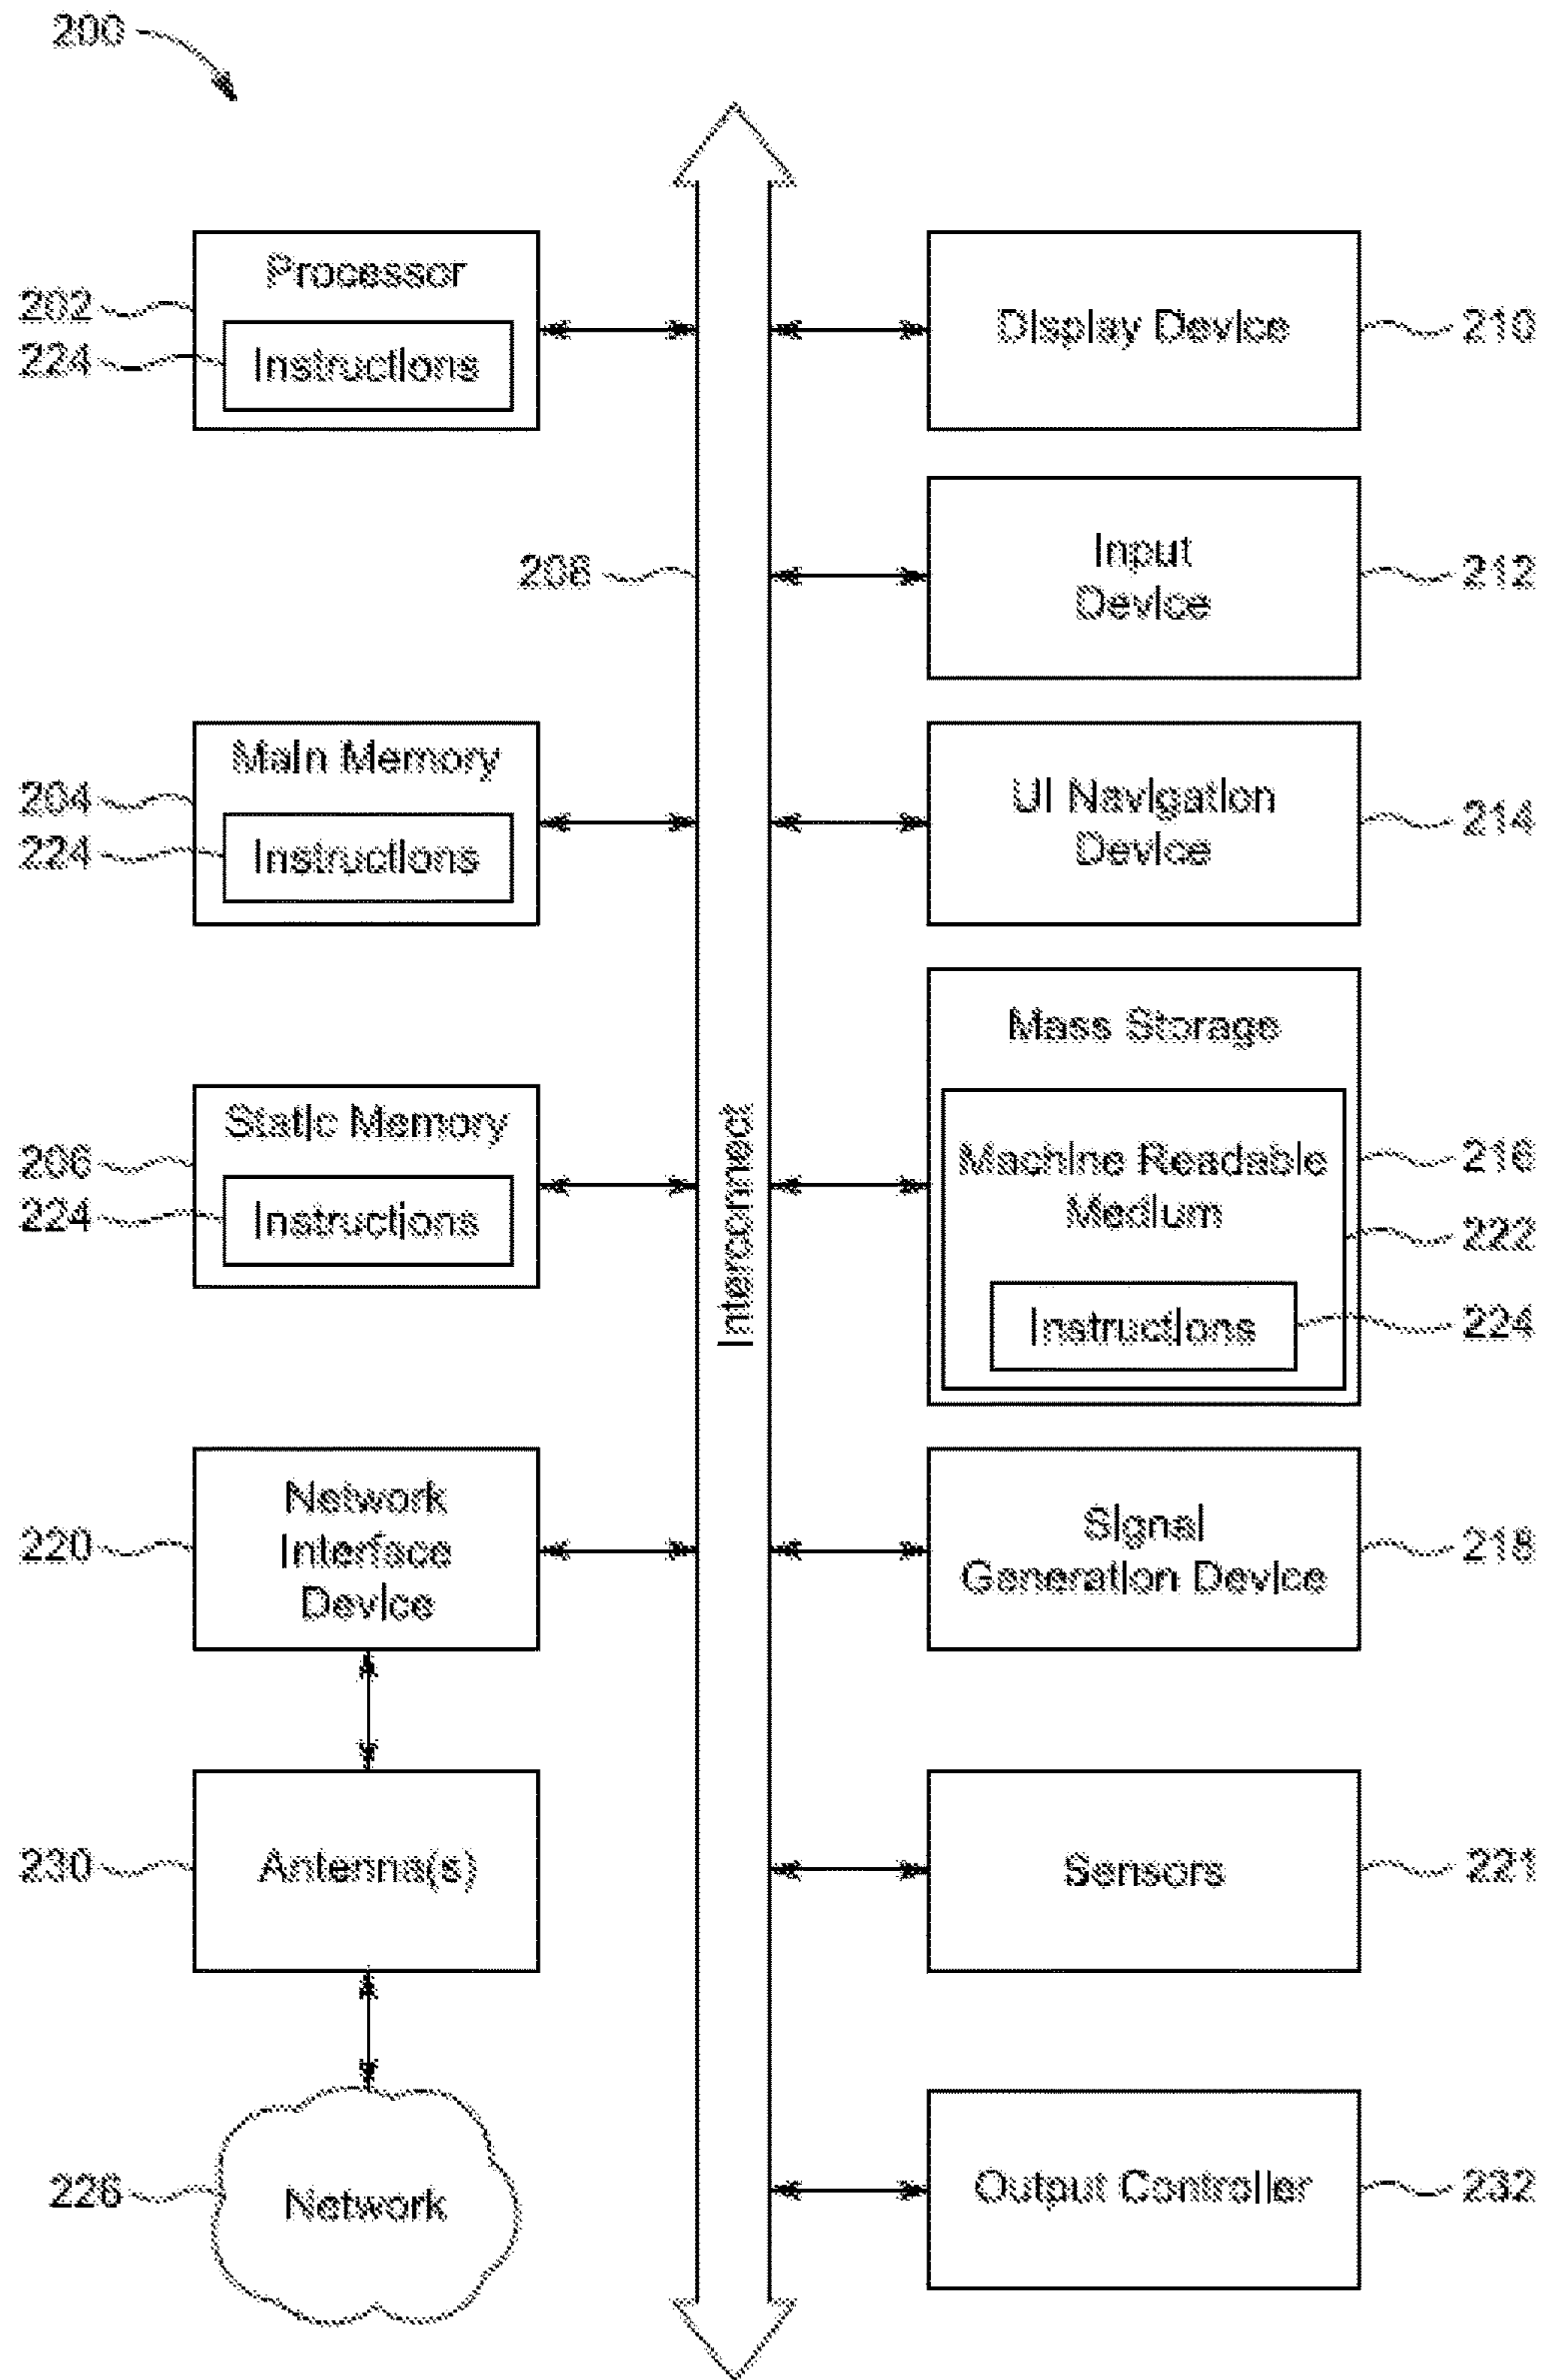 200
Processor
202
224
Instructions
Display Device
210
208
Input
Device
212
Main Memory
204
224
Instructions
UI Navigation
Device
214
Static Memory
206
224
Instructions
Interconnect
Mass Storage
Machine Readable
Medium
216
222
Instructions
224
Network
Interface
Device
220
Signal
Generation Device
218
230
Antenna(s)
Sensors
221
226
Network
Output Controller
232